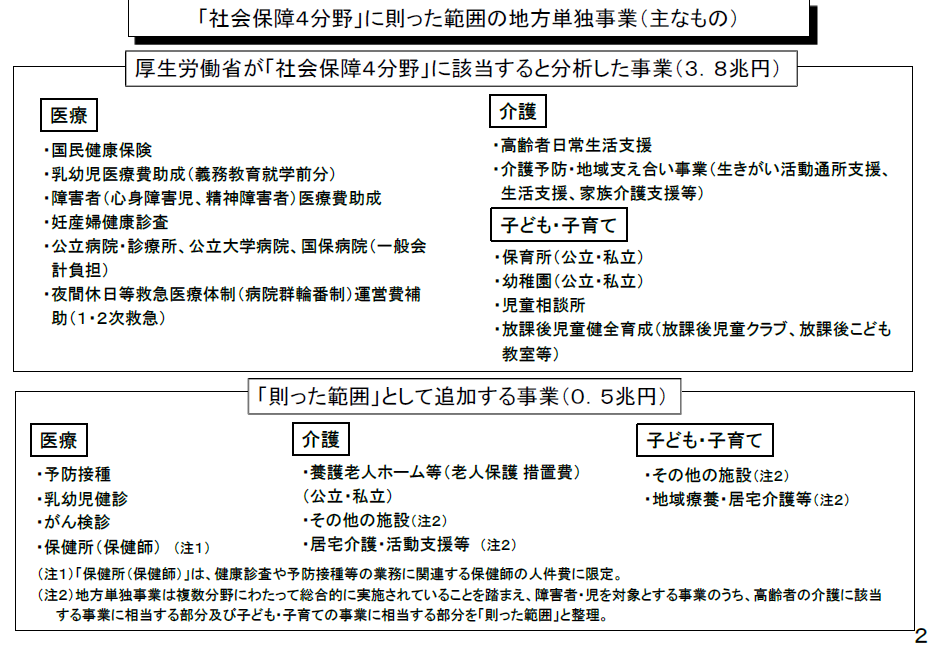 「社会保障４分野」に則った範囲の地方単独事業（主なもの）
厚生労働省が「社会保障４分野」に該当すると分析した事業（３．８兆円）
医療
・国民健康保険
・乳幼児医療費助成（義務教育就学前分）
・障害者（心身障害児、精神障害者）医療費助成
・妊産婦健康診査
・公立病院・診療所、公立大学病院、国保病院（一般会
計負担）
・夜間休日等救急医療体制（病院群輪番制）運営費補
助（１・２次救急）
介護
・高齢者日常生活支援
・介護予防・地域支え合い事業（生きがい活動通所支援、
生活支援、家族介護支援等）
子ども・子育て
・保育所（公立・私立）
・幼稚園（公立・私立）
・児童相談所
・放課後児童健全育成（放課後児童クラブ、放課後こども
教室等）
「則った範囲」として追加する事業（０．５兆円）
医療
・予防接種
・乳幼児健診
・がん検診
・保健所（保健師）（注１）
介護
・養護老人ホーム等（老人保護 措置費）
（公立・私立）
・その他の施設（注２）
・居宅介護・活動支援等（注２）
子ども・子育て
・その他の施設（注２）
・地域療養・居宅介護等（注２）
（注１）「保健所（保健師）」は、健康診査や予防接種等の業務に関連する保健師の人件費に限定。
（注２）地方単独事業は複数分野にわたって総合的に実施されていることを踏まえ、障害者・児を対象とする事業のうち、高齢者の介護に該当
する事業に相当する部分及び子ども・子育ての事業に相当する部分を「則った範囲」と整理。
2